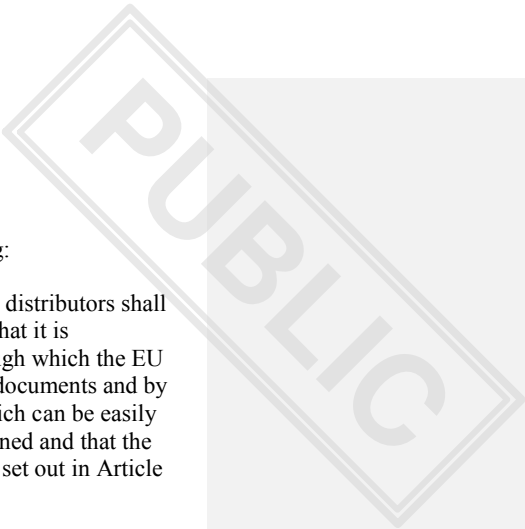 PUBLIC
g:
distributors shall
hat it is
ugh which the EU
documents and by
ich can be easily
ned and that the
set out in Article